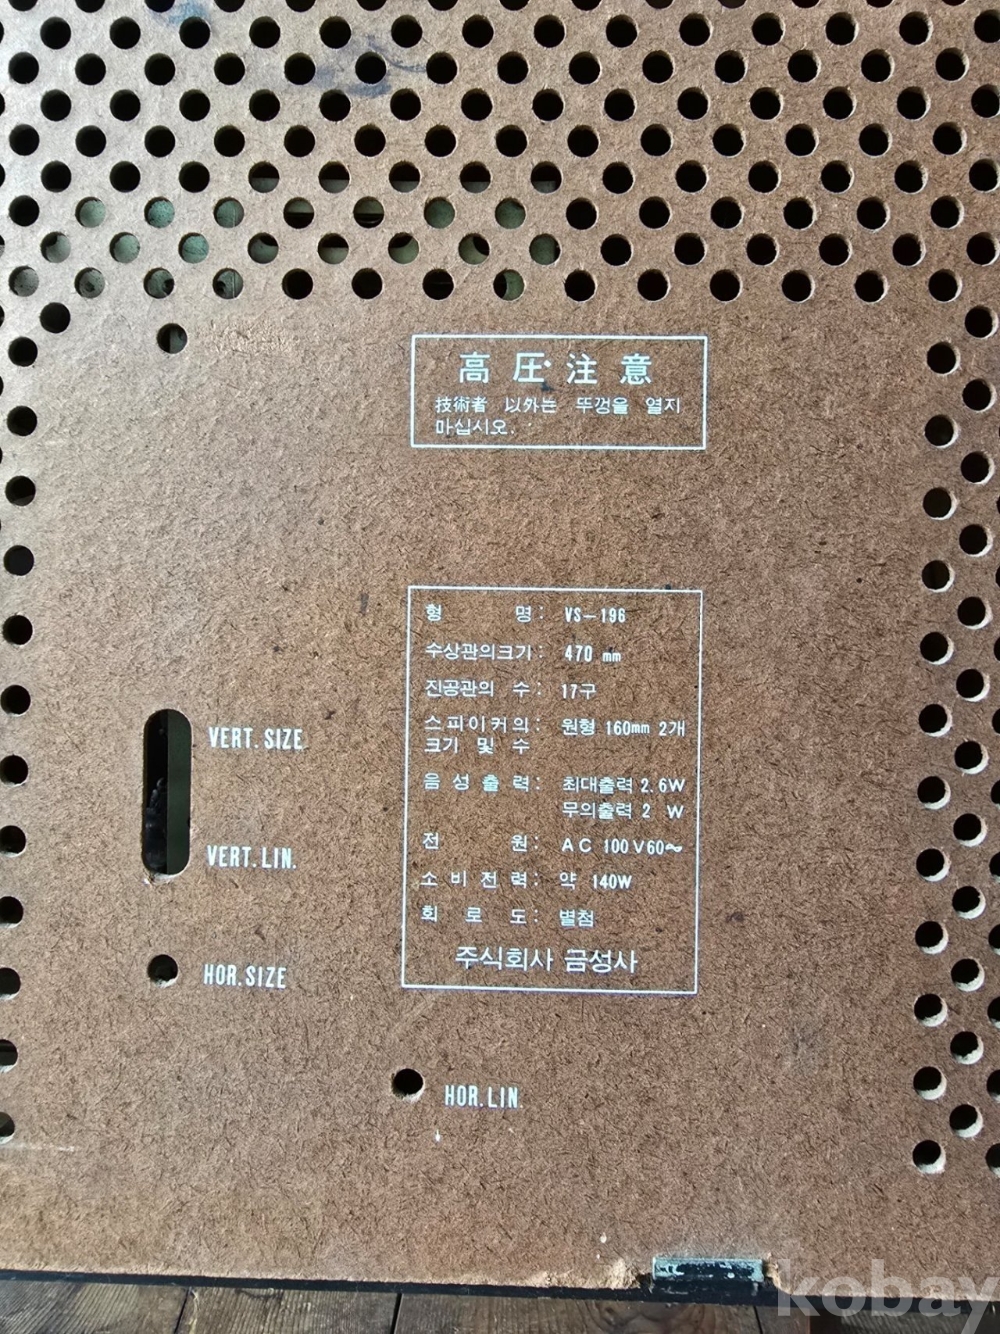 高圧注意
技術者 以外는 뚜껑을 열지
마십시오.
형 명: VS-196
수상관의크기: 470 mm
진공관의 수: 17구
스피이커의: 원형 160mm 2개
크기 및 수
음성출력: 최대출력 2.6W
무의출력 2 W
전 원: AC 100V60~
소비전력: 약 140W
회로도: 별첨
주식회사 금성사
VERT. SIZE
VERT. LIN.
HOR. SIZE
HOR. LIN.
kobay